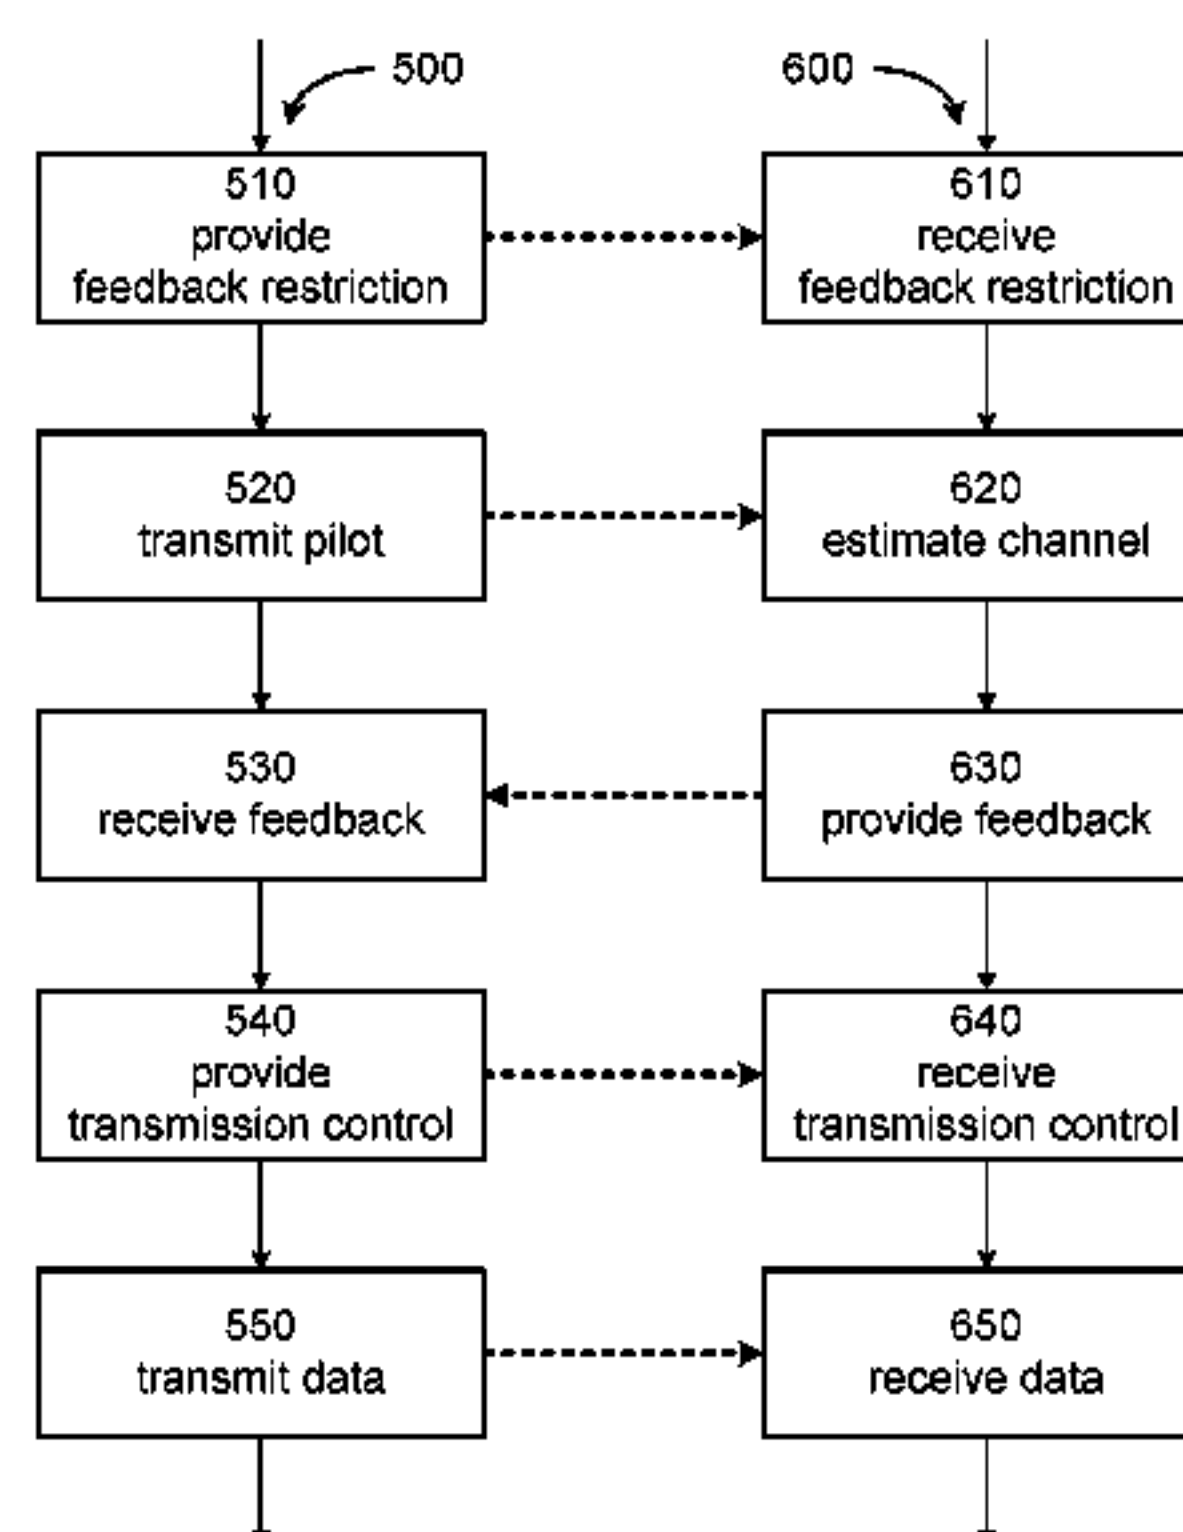 500
600
510
provide
feedback restriction
610
receive
feedback restriction
520
transmit pilot
620
estimate channel
530
receive feedback
630
provide feedback
540
provide
transmission control
640
receive
transmission control
550
transmit data
650
receive data